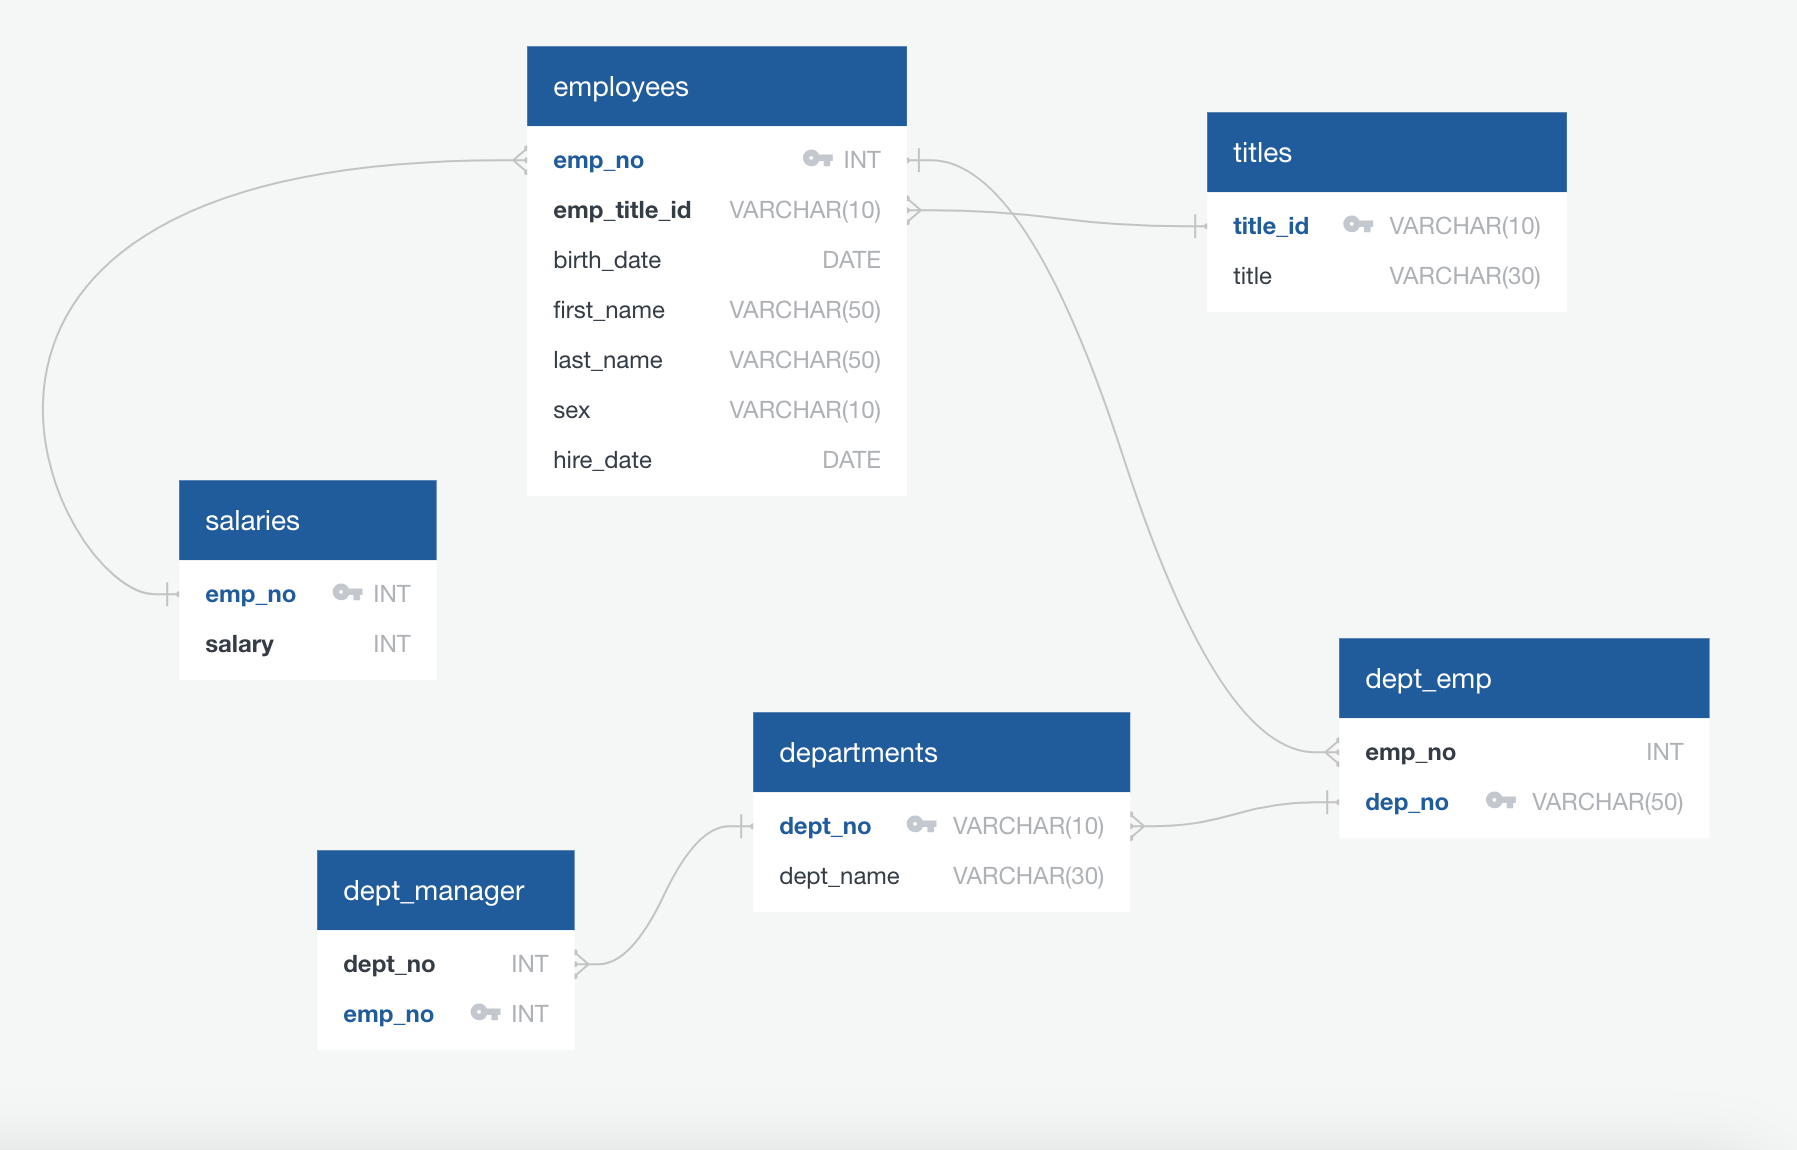 employees
emp_no INT
emp_title_id VARCHAR(10)
birth_date DATE
first_name VARCHAR(50)
last_name VARCHAR(50)
sex VARCHAR(10)
hire_date DATE
titles
title_id VARCHAR(10)
title VARCHAR(30)
salaries
emp_no INT
salary INT
dept_emp
emp_no INT
dep_no VARCHAR(50)
departments
dept_no VARCHAR(10)
dept_name VARCHAR(30)
dept_manager
dept_no INT
emp_no INT